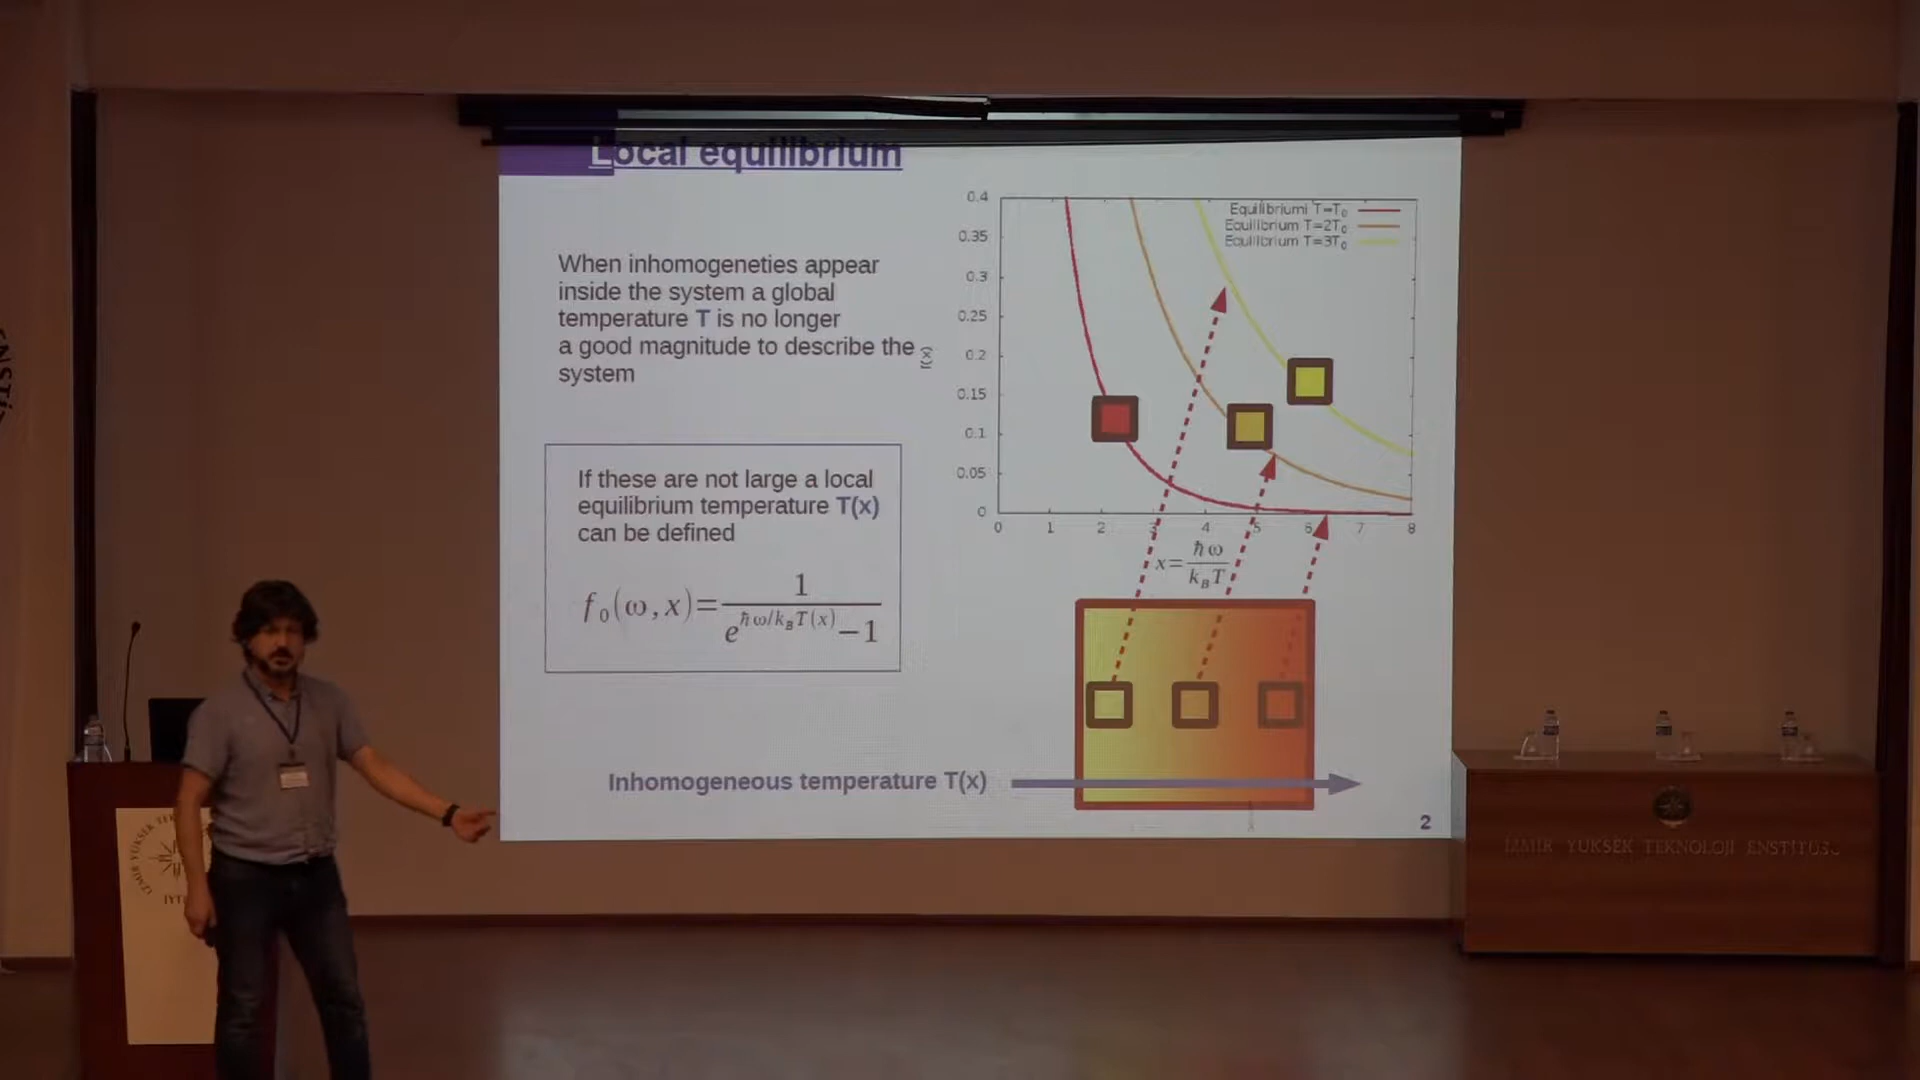 Local equilibrium
When inhomogeneties appear
inside the system a global
temperature T is no longer
a good magnitude to describe the
system
If these are not large a local
equilibrium temperature T(x)
can be defined
f₀(ω,x)=1/(e^(ħω/k_B T(x))−1)
f(x)
0.4
0.35
0.3
0.25
0.2
0.15
0.1
0.05
0
0 1 2 3 4 5 6 7 8
Equilibriumi T=T₀
Equilibrium T=2T₀
Equilibrium T=3T₀
x=ħω/k_B T
Inhomogeneous temperature T(x)
2
İZMİR YÜKSEK TEKNOLOJİ ENSTİTÜSÜ
İZMİR YÜKSEK